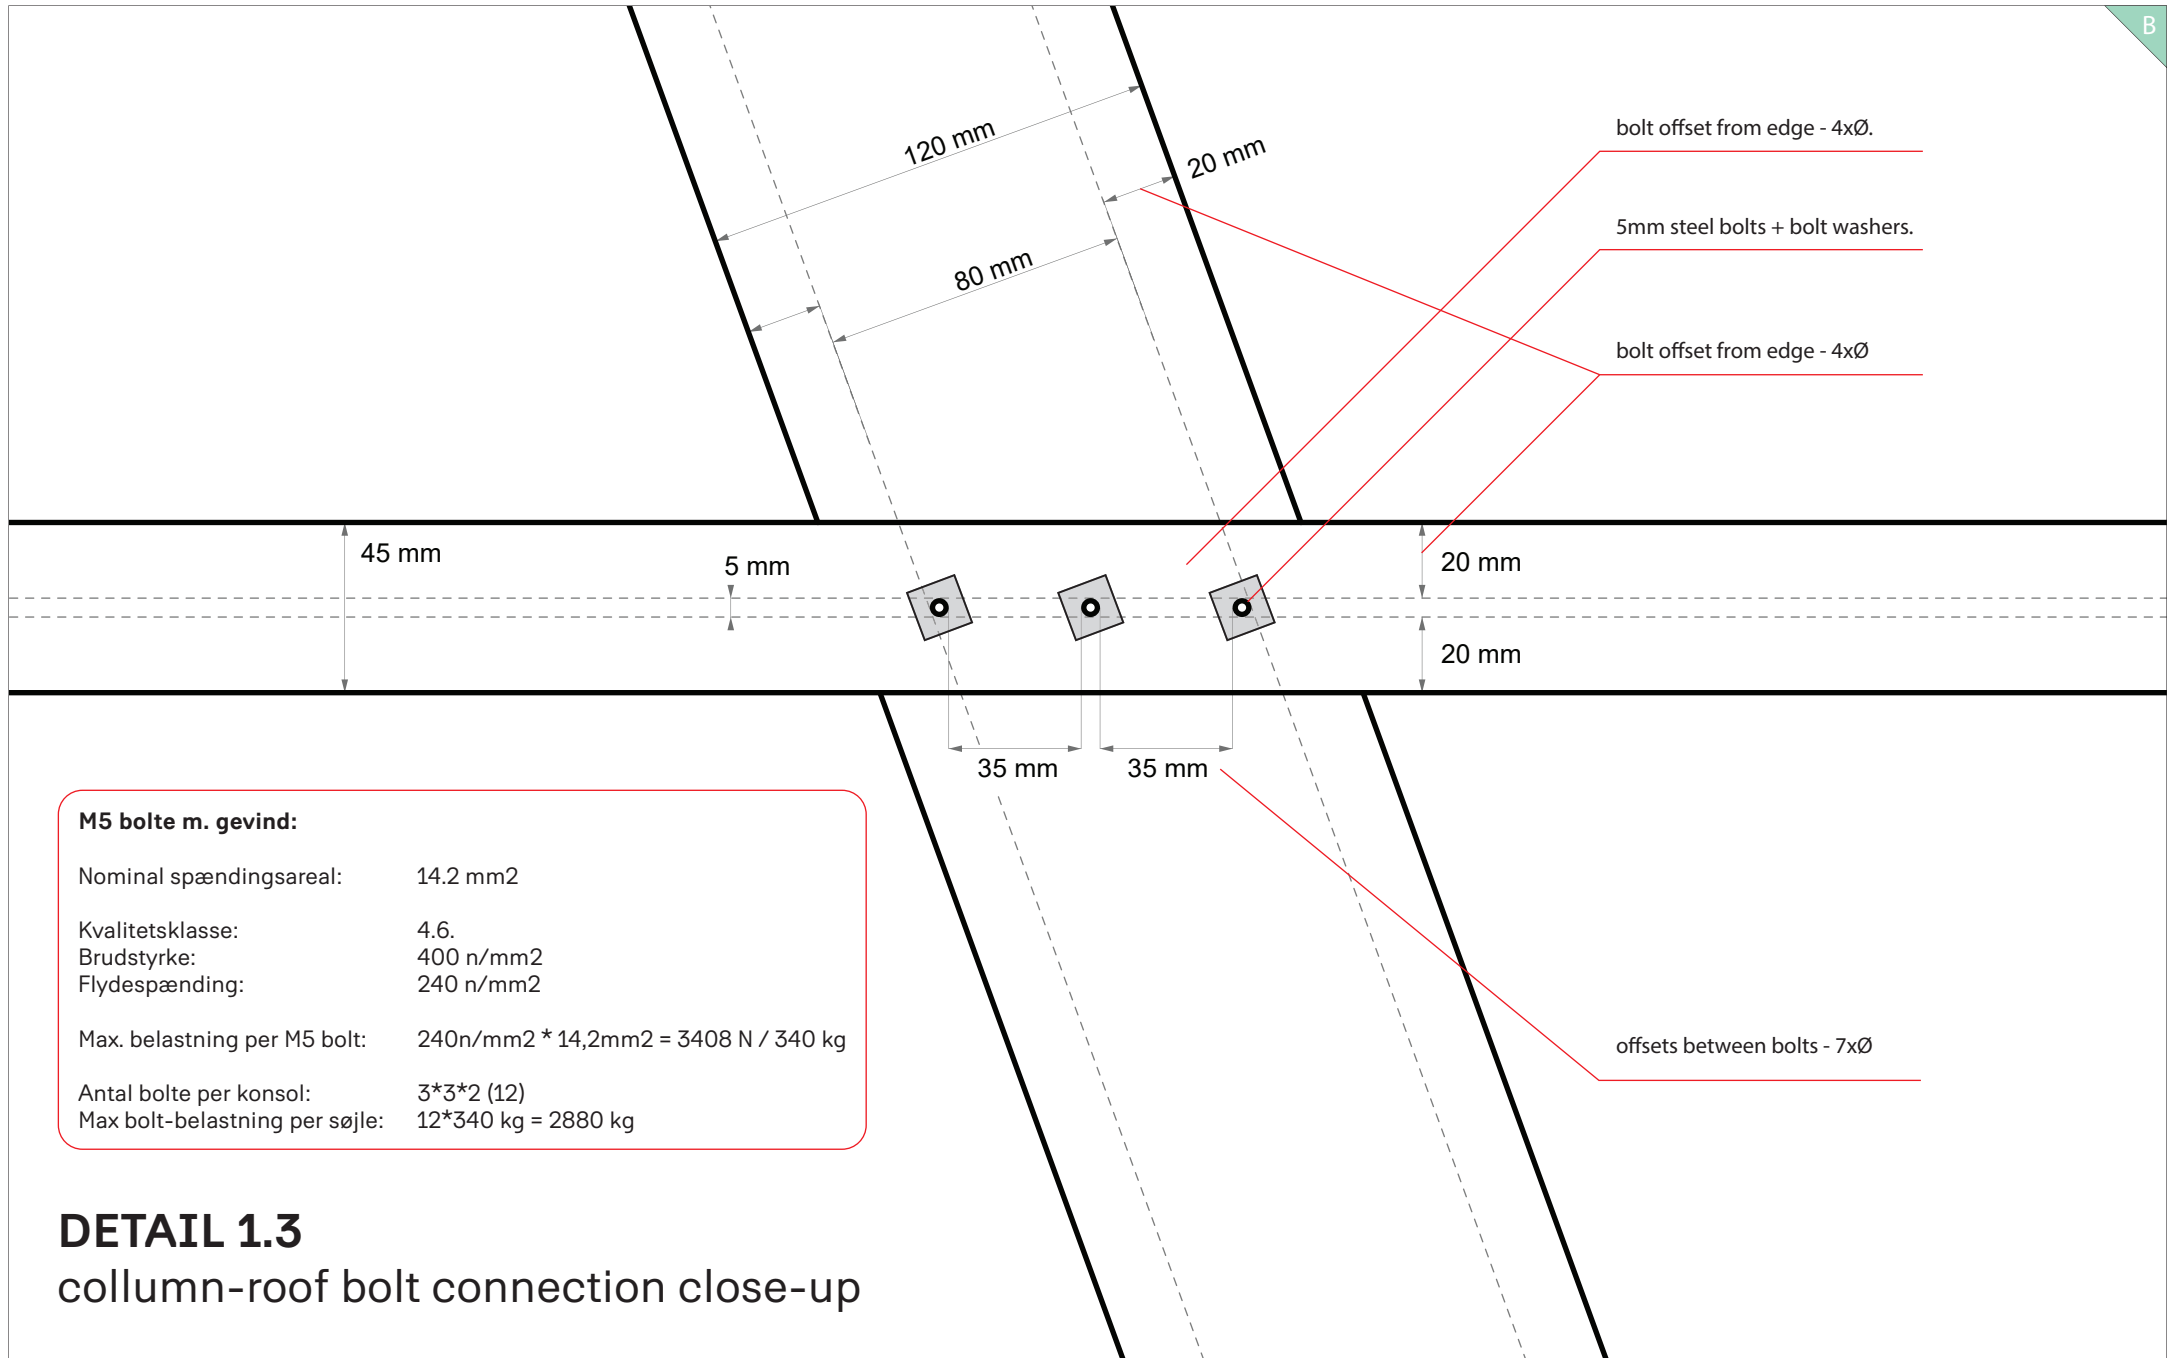 B
120 mm
20 mm
80 mm
bolt offset from edge - 4xØ.
5mm steel bolts + bolt washers.
bolt offset from edge - 4xØ
45 mm
5 mm
20 mm
20 mm
35 mm
35 mm
M5 bolte m. gevind:
Nominal spændingsareal: 14.2 mm2
Kvalitetsklasse: 4.6.
Brudstyrke: 400 n/mm2
Flydespænding: 240 n/mm2
Max. belastning per M5 bolt: 240n/mm2 * 14,2mm2 = 3408 N / 340 kg
Antal bolte per konsol: 3*3*2 (12)
Max bolt-belastning per søjle: 12*340 kg = 2880 kg
offsets between bolts - 7xØ
DETAIL 1.3
collumn-roof bolt connection close-up